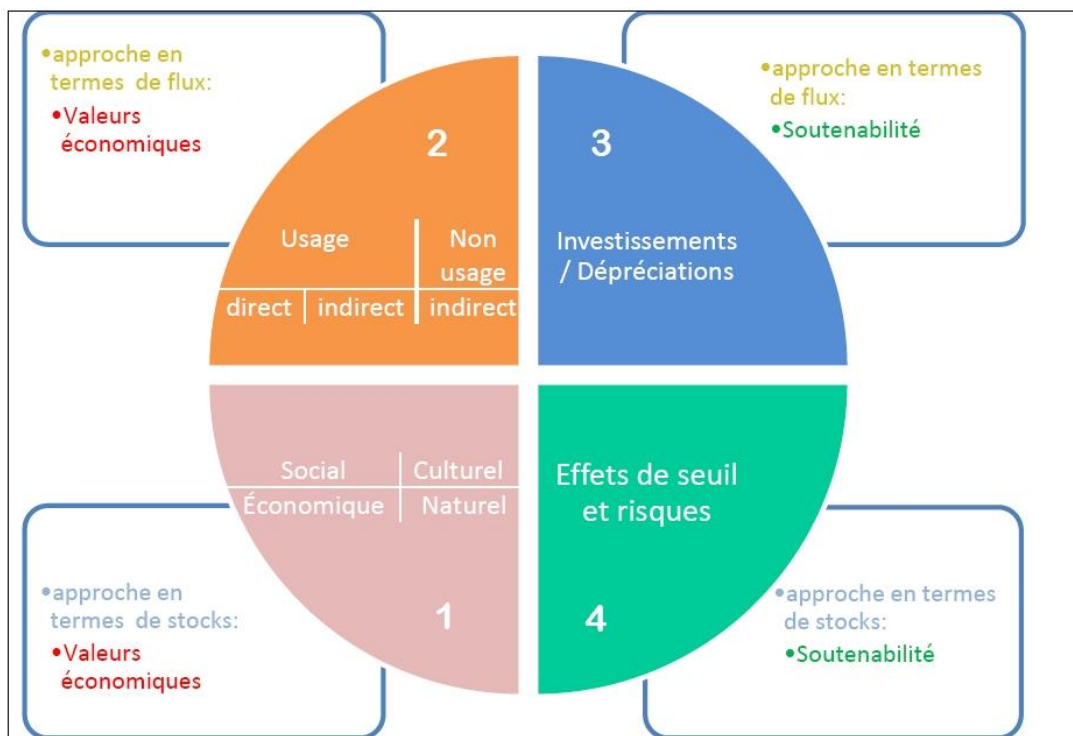 •approche en
termes de flux:
•Valeurs
économiques
2
Usage
Non
usage
direct
indirect
indirect
•approche en termes
de flux:
•Soutenabilité
3
Investissements
/ Dépréciations
Social
Culturel
Économique
Naturel
1
•approche en
termes de stocks:
•Valeurs
économiques
Effets de seuil
et risques
4
•approche en termes
de stocks:
•Soutenabilité